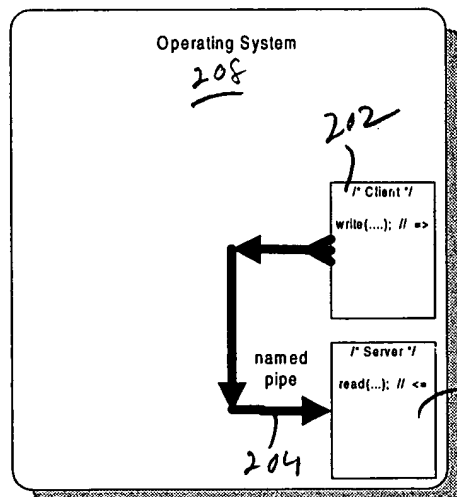 Operating System
208
202
/* Client */
write(....); // =>
/* Server */
named
pipe
read(...); // <=
204